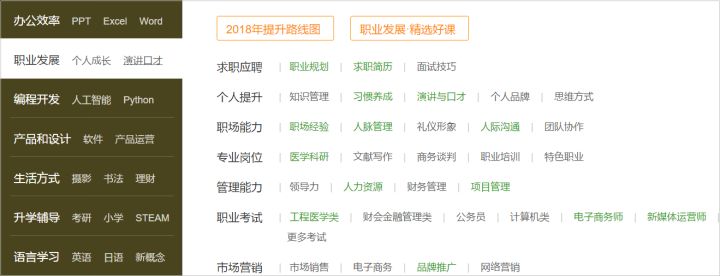 办公效率 PPT Excel Word
职业发展 个人成长 演讲口才
编程开发 人工智能 Python
产品和设计 软件 产品运营
生活方式 摄影 书法 理财
升学辅导 考研 小学 STEAM
语言学习 英语 日语 新概念
2018年提升路线图 职业发展·精选好课
求职应聘 | 职业规划 | 求职简历 | 面试技巧
个人提升 | 知识管理 | 习惯养成 | 演讲与口才 | 个人品牌 | 思维方式
职场能力 | 职场经验 | 人脉管理 | 礼仪形象 | 人际沟通 | 团队协作
专业岗位 | 医学科研 | 文献写作 | 商务谈判 | 职业培训 | 特色职业
管理能力 | 领导力 | 人力资源 | 财务管理 | 项目管理
职业考试 | 工程医学类 | 财会金融管理类 | 公务员 | 计算机类 | 电子商务师 | 新媒体运营师 |
更多考试
市场营销 | 市场销售 | 电子商务 | 品牌推广 | 网络营销